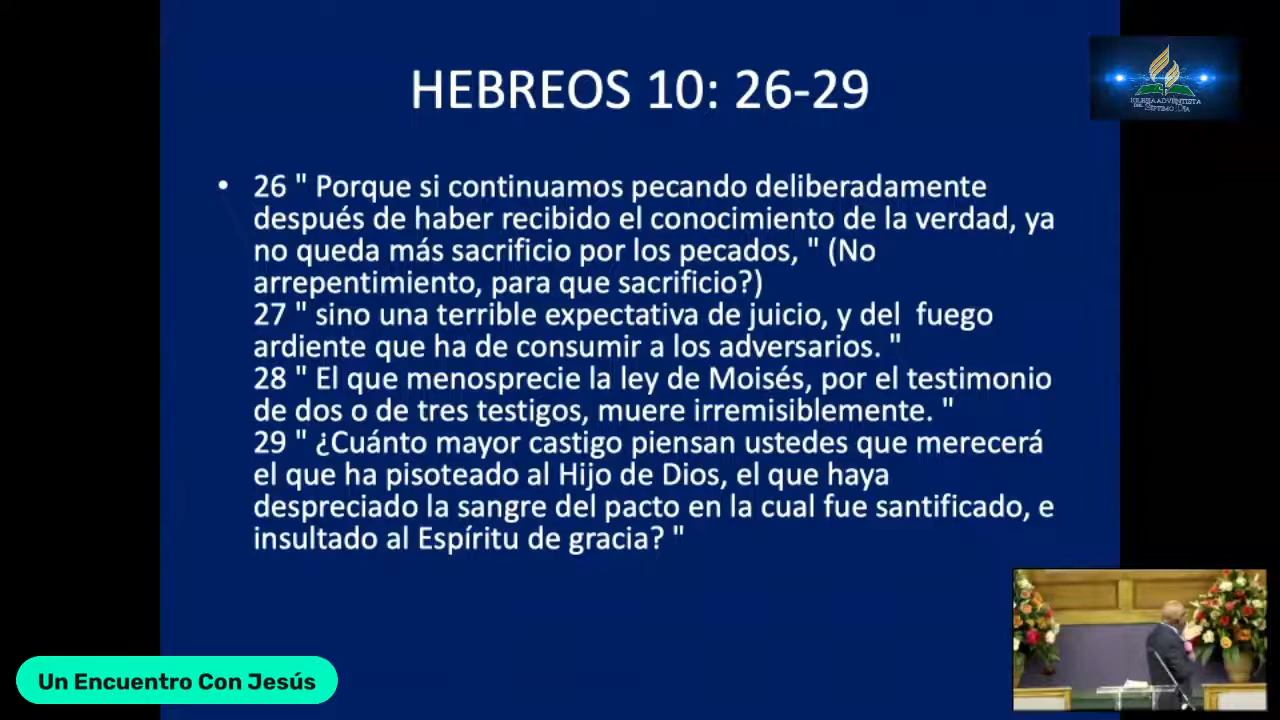 HEBREOS 10: 26-29
IGLESIA ADVENTISTA
DEL SÉPTIMO DÍA
• 26 " Porque si continuamos pecando deliberadamente
después de haber recibido el conocimiento de la verdad, ya
no queda más sacrificio por los pecados, " (No
arrepentimiento, para que sacrificio?)
27 " sino una terrible expectativa de juicio, y del  fuego
ardiente que ha de consumir a los adversarios. "
28 " El que menosprecie la ley de Moisés, por el testimonio
de dos o de tres testigos, muere irremisiblemente. "
29 " ¿Cuánto mayor castigo piensan ustedes que merecerá
el que ha pisoteado al Hijo de Dios, el que haya
despreciado la sangre del pacto en la cual fue santificado, e
insultado al Espíritu de gracia? "
Un Encuentro Con Jesús